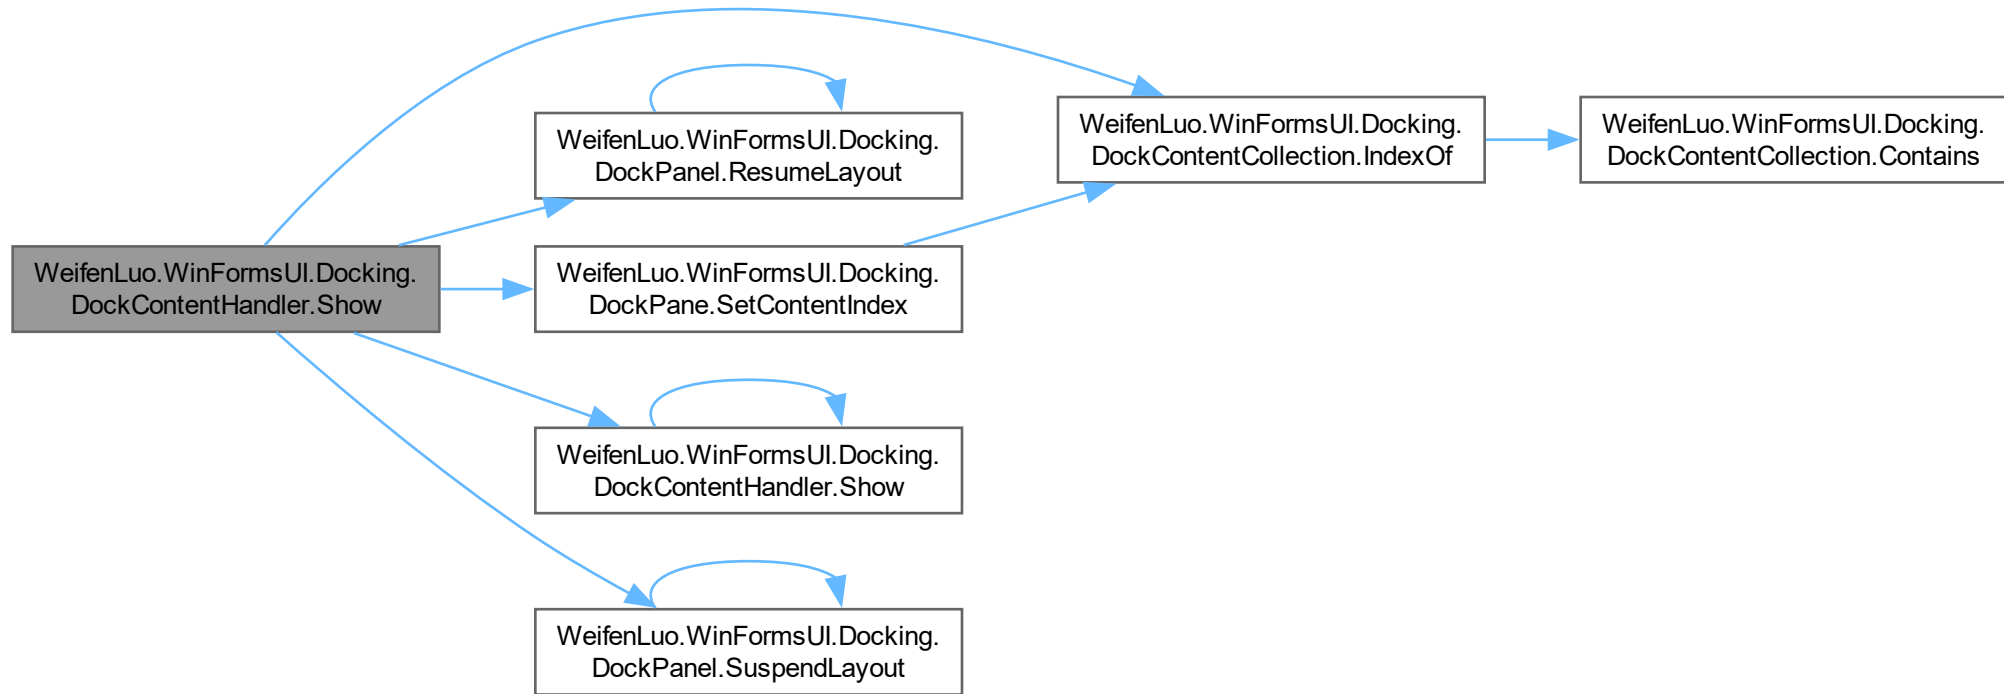 WeifenLuo.WinFormsUI.Docking.
DockContentHandler.Show
WeifenLuo.WinFormsUI.Docking.
DockPanel.ResumeLayout
WeifenLuo.WinFormsUI.Docking.
DockPane.SetContentIndex
WeifenLuo.WinFormsUI.Docking.
DockContentHandler.Show
WeifenLuo.WinFormsUI.Docking.
DockPanel.SuspendLayout
WeifenLuo.WinFormsUI.Docking.
DockContentCollection.IndexOf
WeifenLuo.WinFormsUI.Docking.
DockContentCollection.Contains